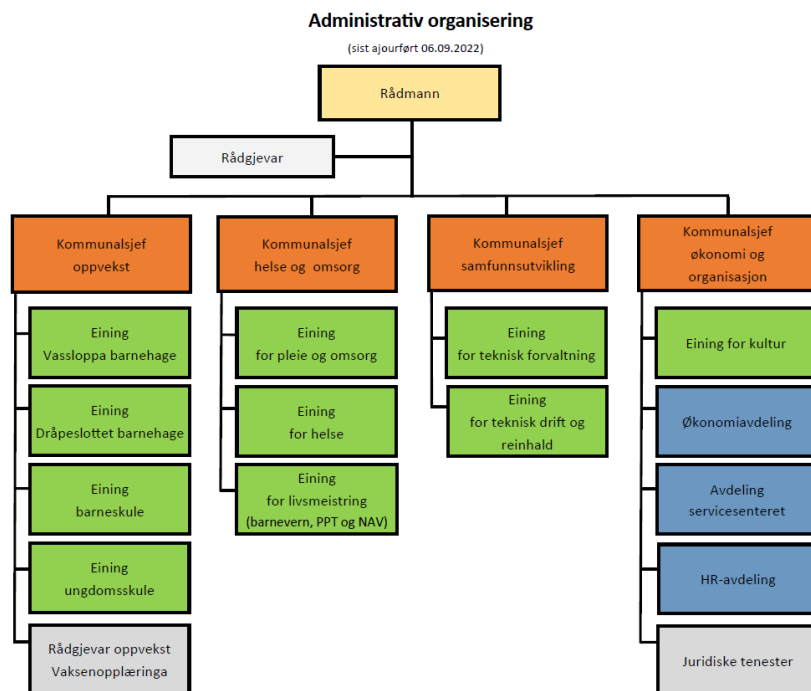 Administrativ organisering
(sist ajourført 06.09.2022)
Rådmann
Rådgjevar
Kommunalsjef
oppvekst
Eining
Vassloppa barnehage
Eining
Dråpeslottet barnehage
Eining
barneskule
Eining
ungdomsskule
Rådgjevar oppvekst
Vaksenopplæringa
Kommunalsjef
helse og omsorg
Eining
for pleie og omsorg
Eining
for helse
Eining
for livsmeistring
(barnevern, PPT og NAV)
Kommunalsjef
samfunnsutvikling
Eining
for teknisk forvaltning
Eining
for teknisk drift og
reinhald
Kommunalsjef
økonomi og
organisasjon
Eining for kultur
Økonomiavdeling
Avdeling
servicesenteret
HR-avdeling
Juridiske tenester